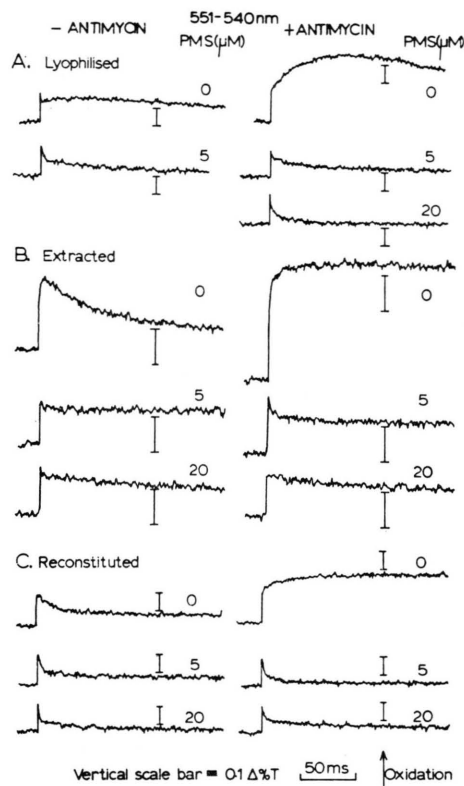 551-540nm
- ANTIMYCIN +ANTIMYCIN
PMS(µM) PMS(µM)
A. Lyophilised
0 0
5 5
20
B. Extracted
0 0
5 5
20 20
C. Reconstituted
0 0
5 5
20 20
Vertical scale bar = 0·1 Δ%T 50ms Oxidation